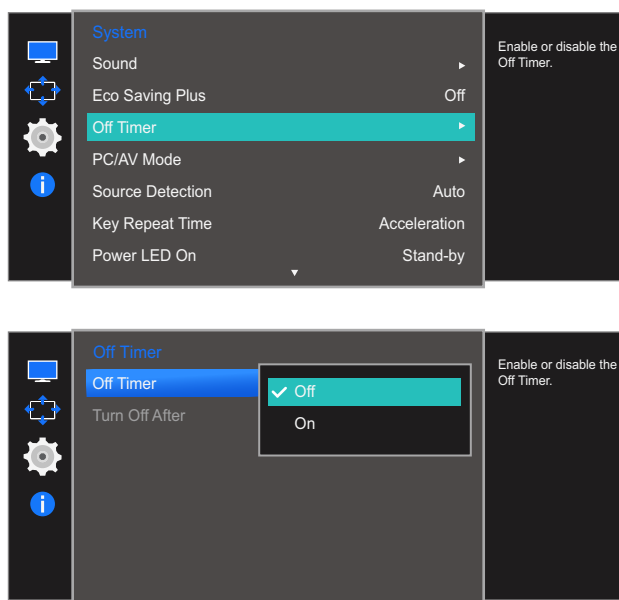 System
Enable or disable the
Off Timer.
Sound
Eco Saving Plus Off
Off Timer
PC/AV Mode
Source Detection Auto
Key Repeat Time Acceleration
Power LED On Stand-by
Off Timer
Enable or disable the
Off Timer.
Off Timer Off
Turn Off After On